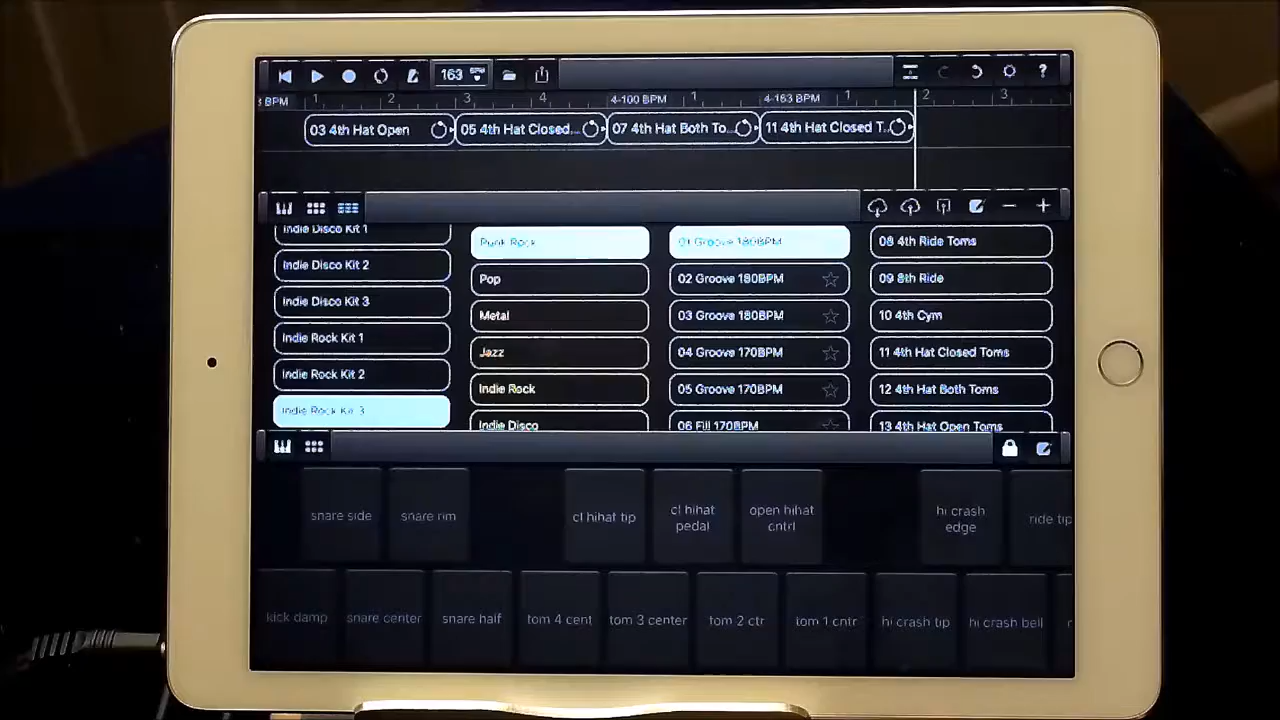 163 BPM
?
3 BPM 1 2 3 4 4-100 BPM 1 4-163 BPM 1 2 3
03 4th Hat Open
05 4th Hat Closed...
07 4th Hat Both To...
11 4th Hat Closed T...
Indie Disco Kit 1
Indie Disco Kit 2
Indie Disco Kit 3
Indie Rock Kit 1
Indie Rock Kit 2
Indie Rock Kit 3
Punk Rock
Pop
Metal
Jazz
Indie Rock
Indie Disco
01 Groove 180BPM
02 Groove 180BPM
03 Groove 180BPM
04 Groove 170BPM
05 Groove 170BPM
06 Fill 170BPM
08 4th Ride Toms
09 8th Ride
10 4th Cym
11 4th Hat Closed Toms
12 4th Hat Both Toms
13 4th Hat Open Toms
snare side
snare rim
cl hihat tip
cl hihat
pedal
open hihat
cntrl
hi crash
edge
ride tip
kick damp
snare center
snare half
tom 4 cent
tom 3 center
tom 2 ctr
tom 1 cntr
hi crash tip
hi crash bell